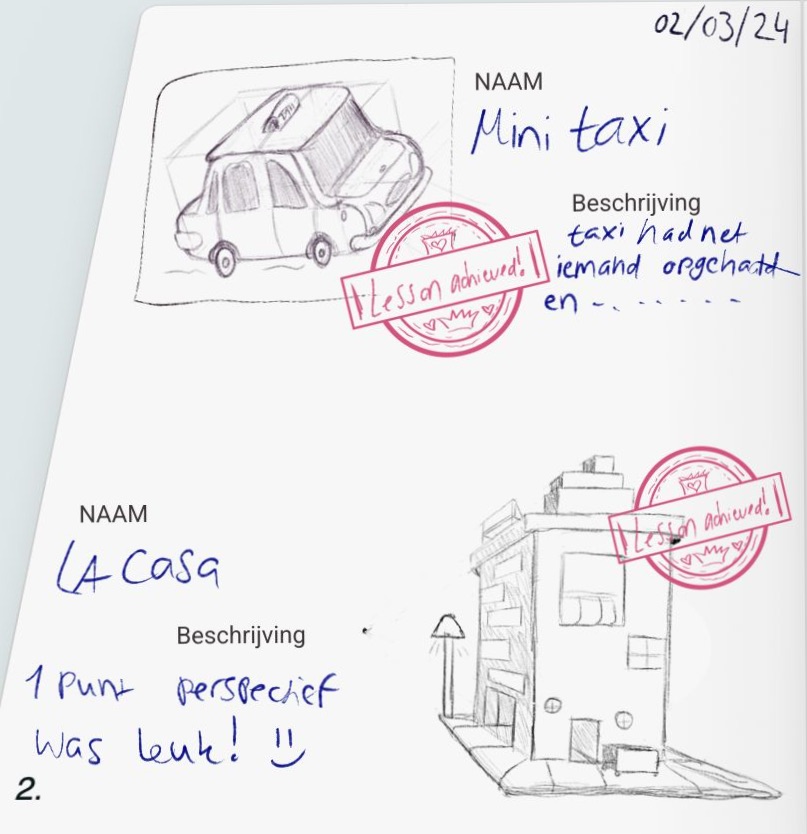 02/03/24
NAAM
Mini taxi
TAXI
Beschrijving
taxi had net
iemand opgehaald
en - . - - - - -
Lesson achieved!
NAAM
LA Casa
Beschrijving
1 Punt perspectief
was leuk!
Lesson achieved!
2.